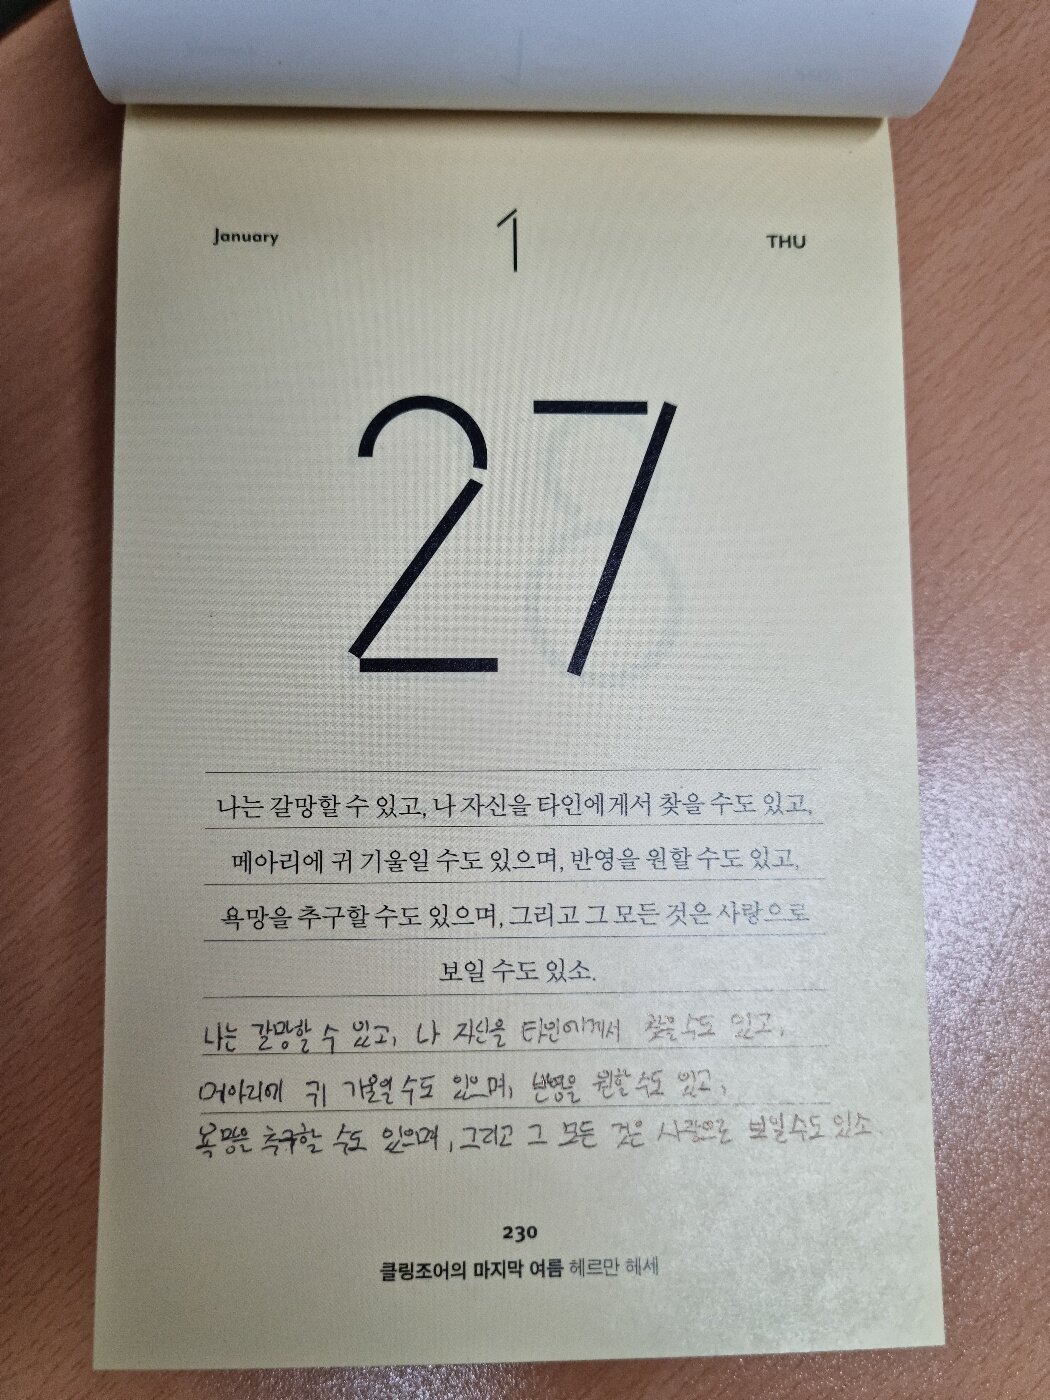 January 1 THU
27
나는 갈망할 수 있고, 나 자신을 타인에게서 찾을 수도 있고,
메아리에 귀 기울일 수도 있으며, 반영을 원할 수도 있고,
욕망을 추구할 수도 있으며, 그리고 그 모든 것은 사랑으로
보일 수도 있소.
나는 갈망할 수 있고, 나 자신을 타인에게서 찾을 수도 있고,
머아리에 귀 기울일 수도 있으며, 반영을 원할 수도 있고,
욕망을 추구할 수도 있으며, 그리고 그 모든 것은 사랑으로 보일 수도 있소.
230
클링조어의 마지막 여름 헤르만 헤세